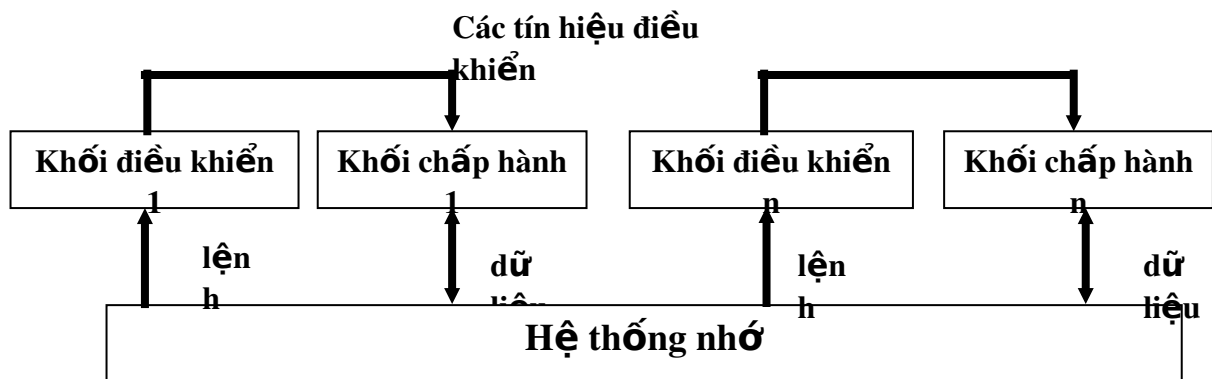 Các tín hiệu điều
khiển
Khối điều khiển
1
Khối chấp hành
1
Khối điều khiển
n
Khối chấp hành
n
lện
h
dữ
liệu
lện
h
dữ
liệu
Hệ thống nhớ